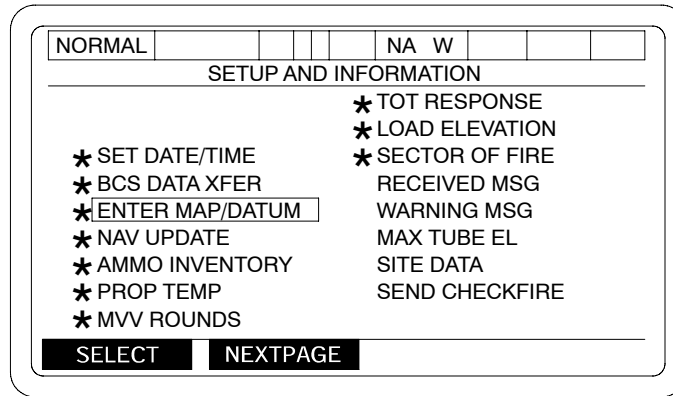 NORMAL NA W
SETUP AND INFORMATION
* SET DATE/TIME
* BCS DATA XFER
* ENTER MAP/DATUM
* NAV UPDATE
* AMMO INVENTORY
* PROP TEMP
* MVV ROUNDS
* TOT RESPONSE
* LOAD ELEVATION
* SECTOR OF FIRE
RECEIVED MSG
WARNING MSG
MAX TUBE EL
SITE DATA
SEND CHECKFIRE
SELECT NEXTPAGE